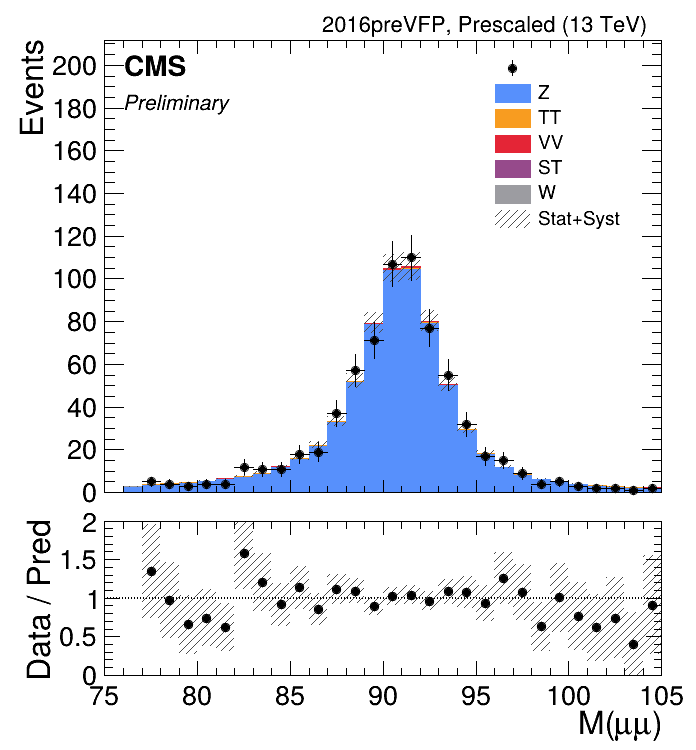 2016preVFP, Prescaled (13 TeV)
Events
CMS
Preliminary
Z
TT
VV
ST
W
Stat+Syst
200
180
160
140
120
100
80
60
40
20
0
Data / Pred
2
1.5
1
0.5
0
75 80 85 90 95 100 105
M(μμ)